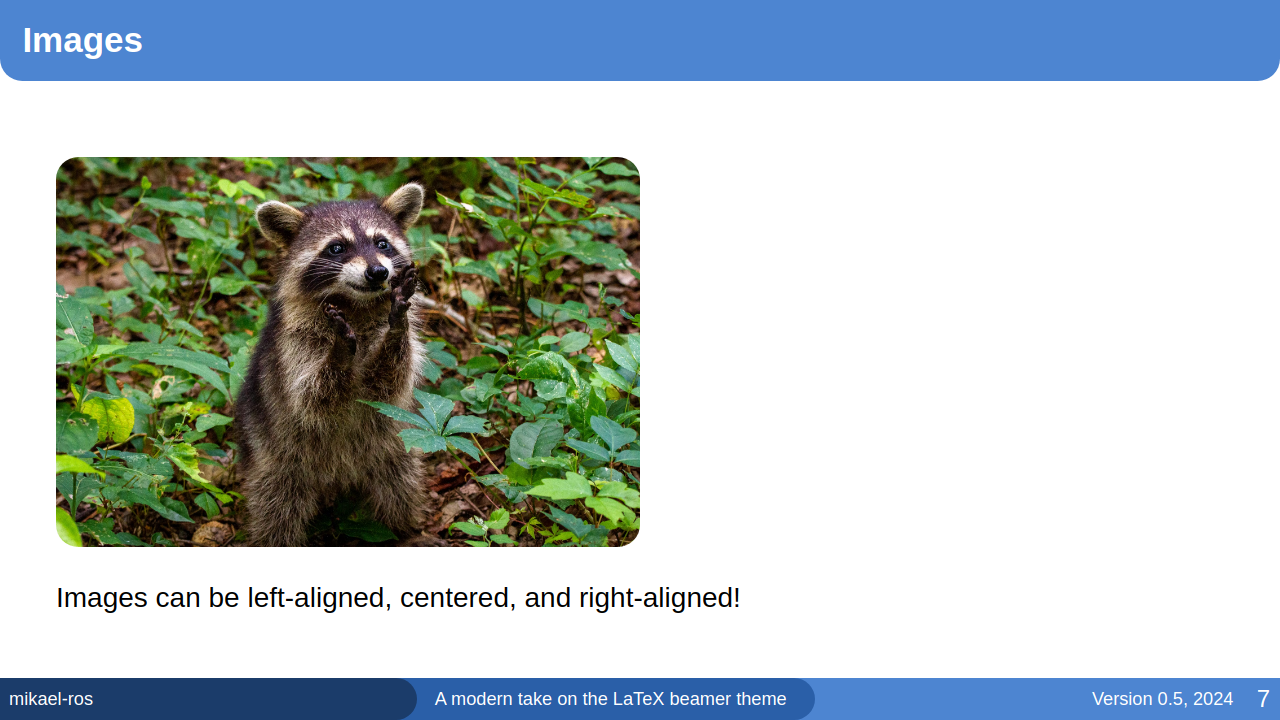 Images
Images can be left-aligned, centered, and right-aligned!
mikael-ros
A modern take on the LaTeX beamer theme
Version 0.5, 2024
7